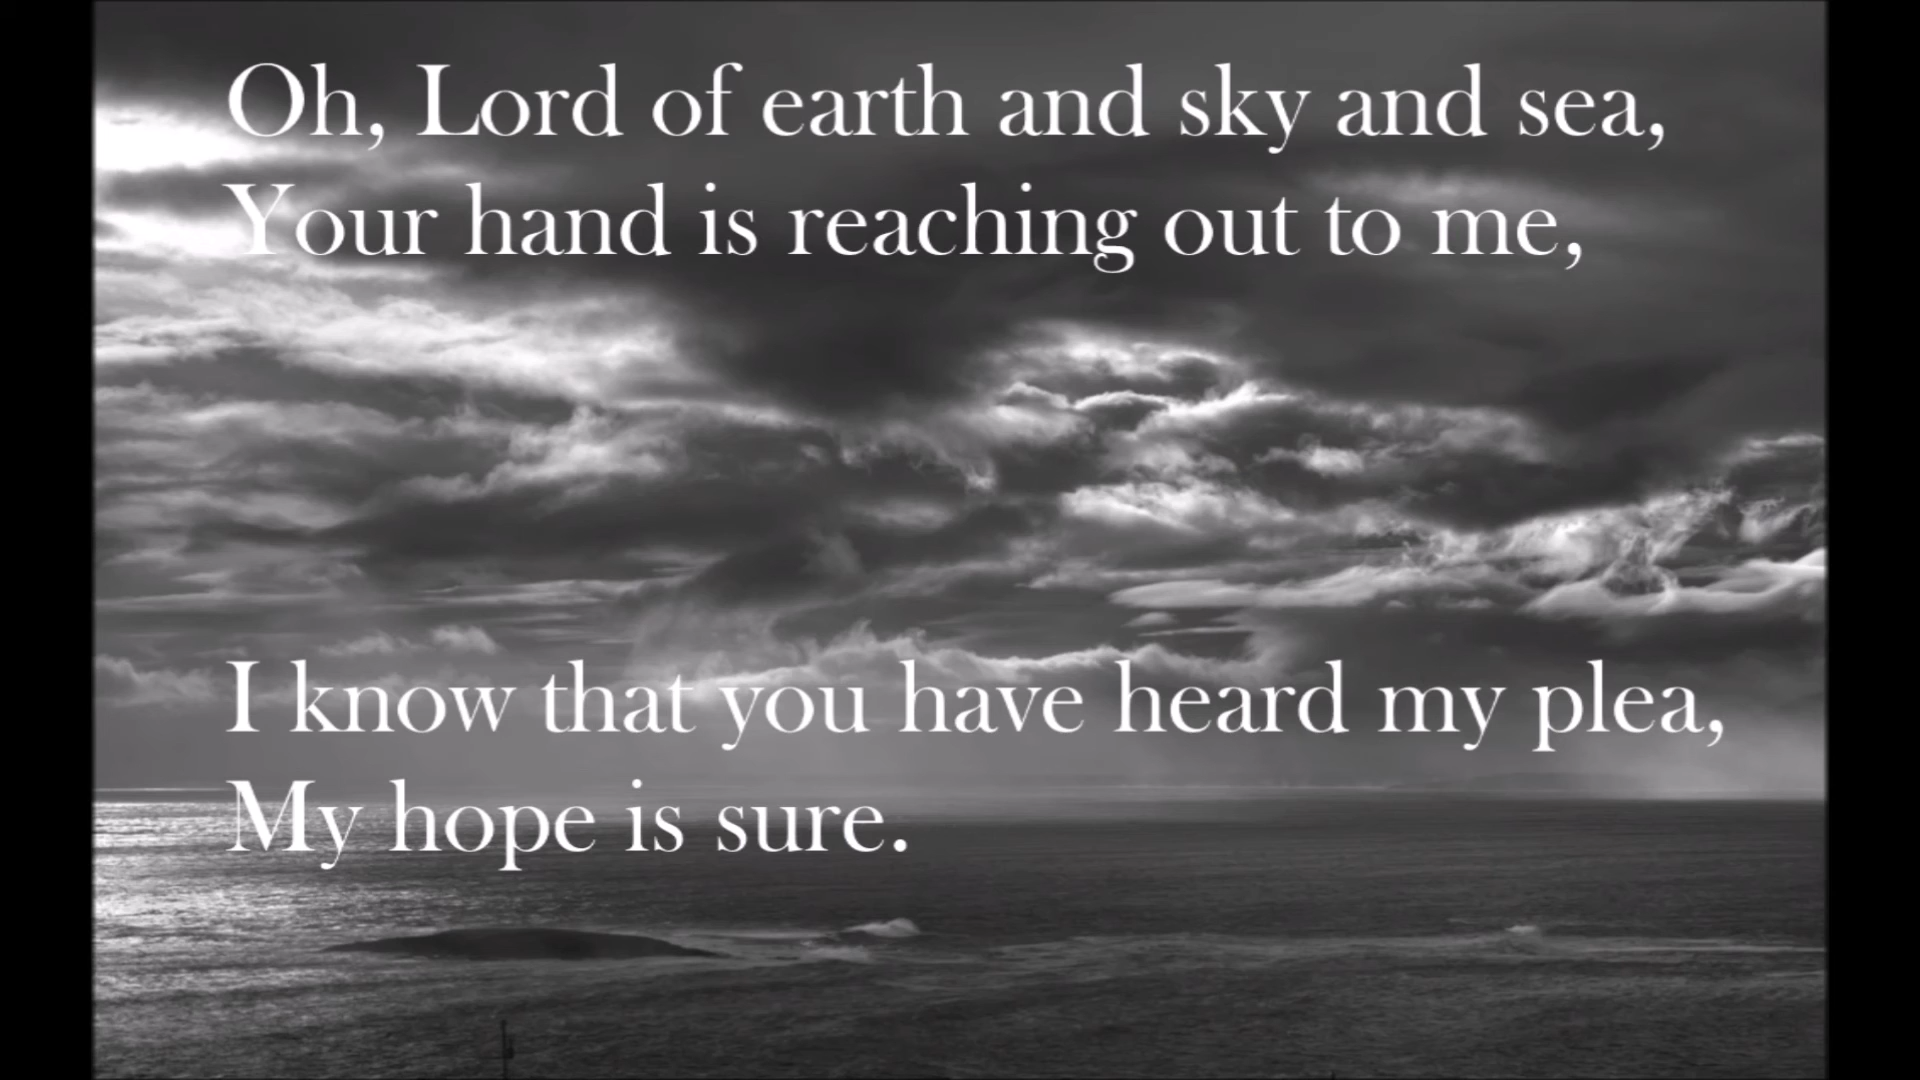 Oh, Lord of earth and sky and sea,
Your hand is reaching out to me,
I know that you have heard my plea,
My hope is sure.